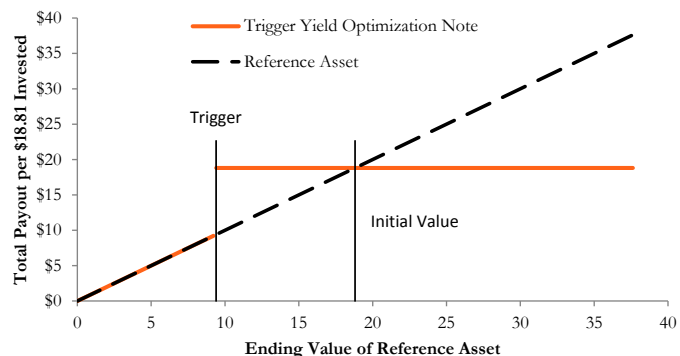 $40
$35
$30
$25
$20
$15
$10
$5
$0
Total Payout per $18.81 Invested
Trigger Yield Optimization Note
Reference Asset
Trigger
Initial Value
0 5 10 15 20 25 30 35 40
Ending Value of Reference Asset